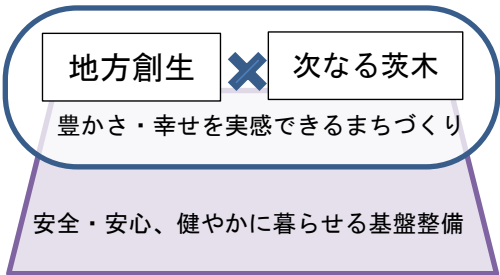 地方創生 × 次なる茨木
豊かさ・幸せを実感できるまちづくり
安全・安心、健やかに暮らせる基盤整備